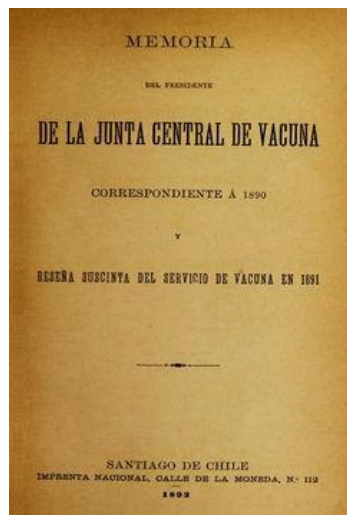 MEMORIA
DEL PRESIDENTE
DE LA JUNTA CENTRAL DE VACUNA
CORRESPONDIENTE Á 1890
Y
RESEÑA SUSCINTA DEL SERVICIO DE VACUNA EN 1891
SANTIAGO DE CHILE
IMPRENTA NACIONAL, CALLE DE LA MONEDA, N.º 112
1892